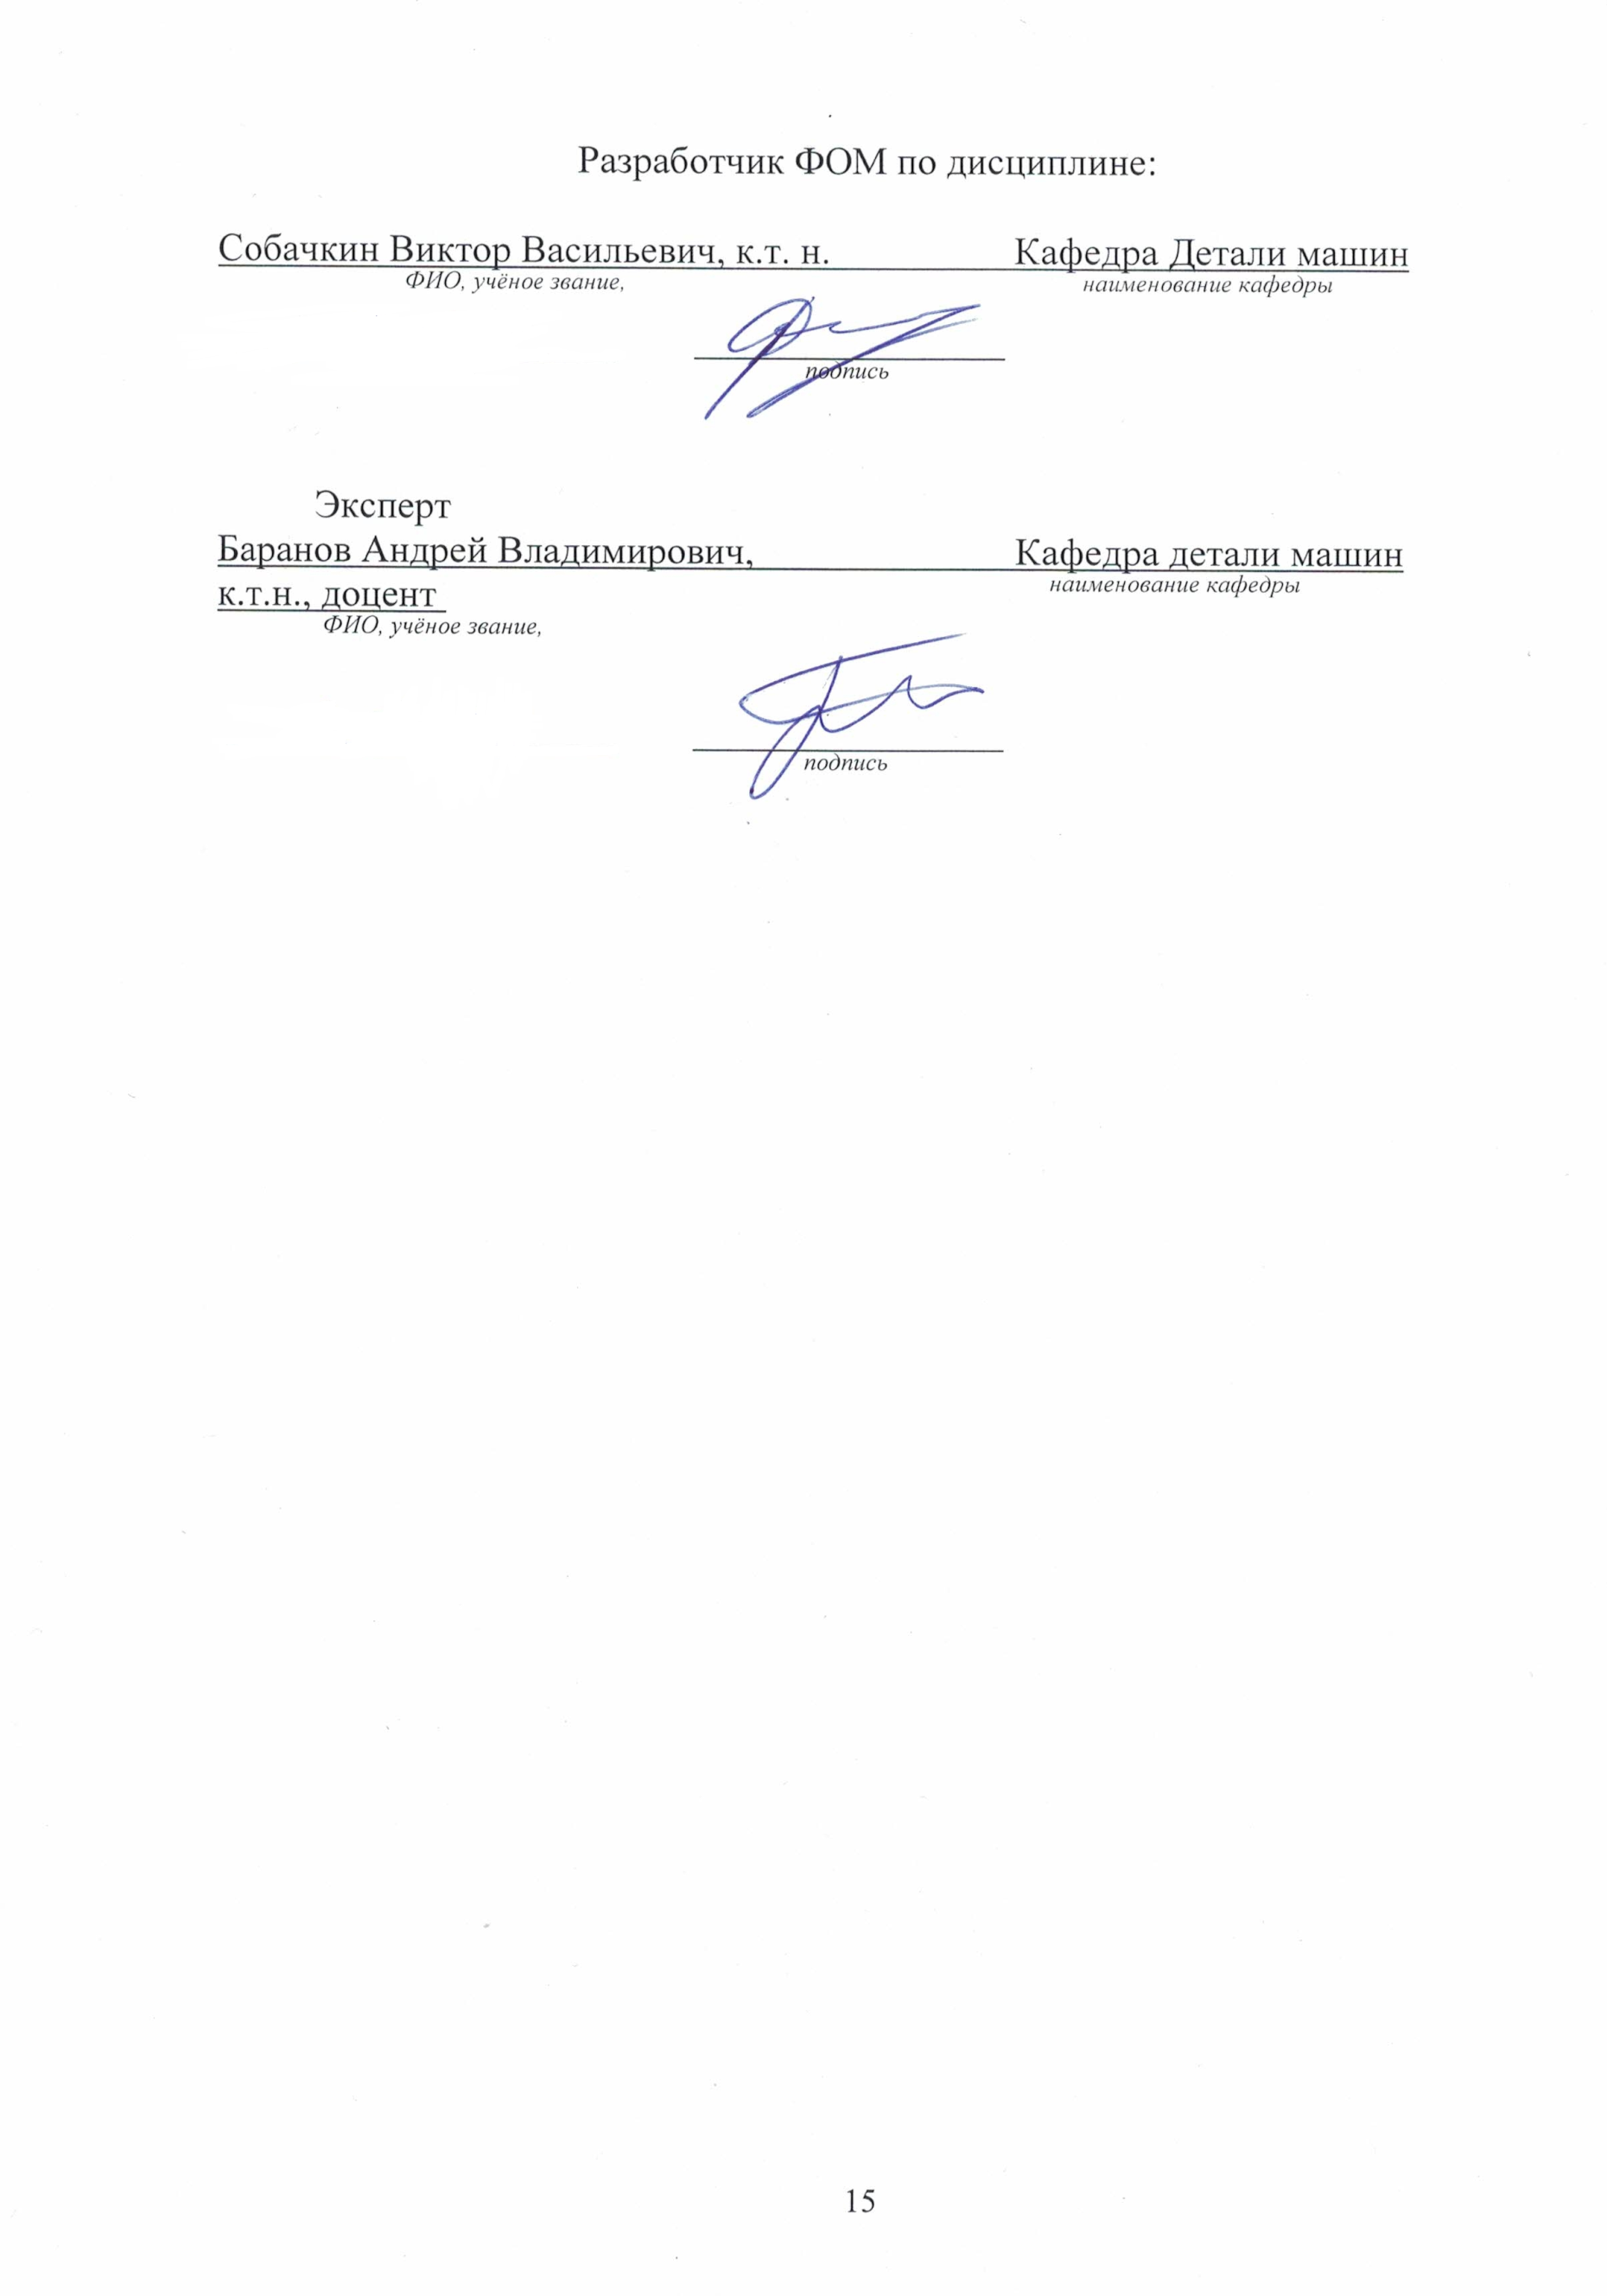 Разработчик ФОМ по дисциплине:
Собачкин Виктор Васильевич, к.т. н. Кафедра Детали машин
ФИО, учёное звание, наименование кафедры
подпись
Эксперт
Баранов Андрей Владимирович, Кафедра детали машин
к.т.н., доцент наименование кафедры
ФИО, учёное звание,
подпись
15